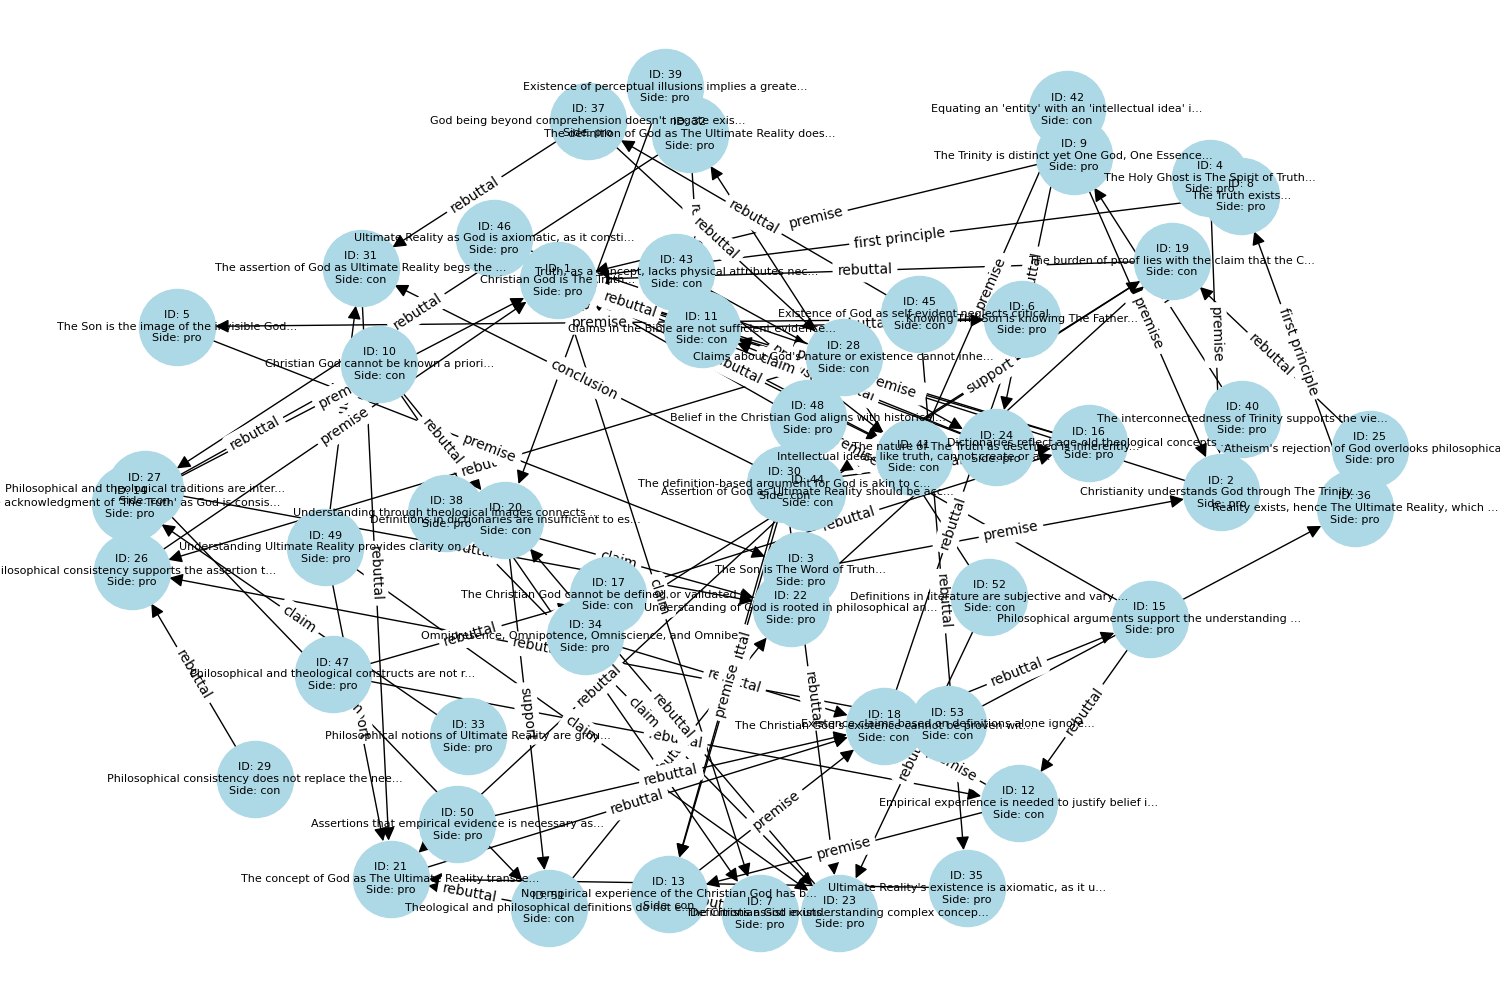 ID: 39
Existence of perceptual illusions implies a greate...
Side: pro
ID: 37
God being beyond comprehension doesn't negate exis...
Side: pro
ID: 32
The definition of God as The Ultimate Reality does...
Side: pro
ID: 42
Equating an 'entity' with an 'intellectual idea' i...
Side: con
ID: 9
The Trinity is distinct yet One God, One Essence...
Side: pro
ID: 4
The Holy Ghost is The Spirit of Truth...
Side: pro
ID: 8
The Truth exists...
Side: pro
ID: 46
Ultimate Reality as God is axiomatic, as it consti...
Side: pro
ID: 31
The assertion of God as Ultimate Reality begs the ...
Side: con
ID: 1
Christian God is The Truth...
Side: pro
ID: 43
Truth, as a concept, lacks physical attributes nec...
Side: con
ID: 19
The burden of proof lies with the claim that the C...
Side: con
ID: 5
The Son is the image of the invisible God...
Side: pro
ID: 11
Claims in the Bible are not sufficient evidence...
Side: con
ID: 45
Existence of God as self-evident neglects critical...
Side: con
ID: 6
Knowing The Son is knowing The Father...
Side: pro
ID: 28
Claims about God's nature or existence cannot inhe...
Side: con
ID: 10
Christian God cannot be known a priori...
Side: con
ID: 48
Belief in the Christian God aligns with historical...
Side: pro
ID: 40
The interconnectedness of Trinity supports the vie...
Side: pro
ID: 16
Dictionaries reflect age-old theological concepts...
Side: pro
ID: 24
The nature of The Truth as described is inherently...
Side: pro
ID: 41
Intellectual ideas, like truth, cannot create or a...
Side: con
ID: 25
Atheism's rejection of God overlooks philosophical
Side: pro
ID: 27
Philosophical and theological traditions are inter...
Side: con
ID: 14
acknowledgment of 'The Truth' as God is consis...
Side: pro
ID: 30
The definition-based argument for God is akin to c...
Side: con
ID: 44
Assertion of God as Ultimate Reality should be acc...
Side: con
ID: 2
Christianity understands God through The Trinity...
Side: pro
ID: 36
Reality exists, hence The Ultimate Reality, which ...
Side: pro
ID: 38
Understanding through theological images connects
Side: pro
ID: 20
Definitions in dictionaries are insufficient to es...
Side: con
ID: 49
Understanding Ultimate Reality provides clarity on
Side: pro
ID: 26
philosophical consistency supports the assertion t...
Side: pro
ID: 3
The Son is The Word of Truth...
Side: pro
ID: 17
The Christian God cannot be defined or validated
Side: con
ID: 22
Understanding of God is rooted in philosophical an...
Side: pro
ID: 52
Definitions in literature are subjective and vary...
Side: con
ID: 15
Philosophical arguments support the understanding ...
Side: pro
ID: 34
Omnipotence, Omniscience, and Omnibe...
Side: pro
ID: 47
Philosophical and theological constructs are not r...
Side: pro
ID: 33
Philosophical notions of Ultimate Reality are grou...
Side: pro
ID: 18
The Christian God's existence cannot be proven wit...
Side: con
ID: 53
Existence claims based on definitions alone ignore...
Side: con
ID: 29
Philosophical consistency does not replace the nee...
Side: con
ID: 12
Empirical experience is needed to justify belief i...
Side: con
ID: 50
Assertions that empirical evidence is necessary as...
Side: pro
ID: 21
The concept of God as The Ultimate Reality transce...
Side: pro
ID: 51
Theological and philosophical definitions do not e...
Side: con
ID: 13
No empirical experience of the Christian God has b...
Side: con
ID: 7
The Christian God exists
Side: pro
ID: 23
Definitions assist in understanding complex concep...
Side: pro
ID: 35
Ultimate Reality's existence is axiomatic, as it u...
Side: pro
rebuttal
rebuttal
rebuttal
premise
first principle
rebuttal
premise
premise
premise
first principle
rebuttal
rebuttal
rebuttal
premise
claim
conclusion
support
rebuttal
rebuttal
premise
premise
rebuttal
premise
rebuttal
rebuttal
claim
claim
rebuttal
rebuttal
rebuttal
claim
rebuttal
rebuttal
support
claim
claim
rebuttal
rebuttal
premise
rebuttal
rebuttal
rebuttal
rebuttal
rebuttal
premise
premise
rebuttal